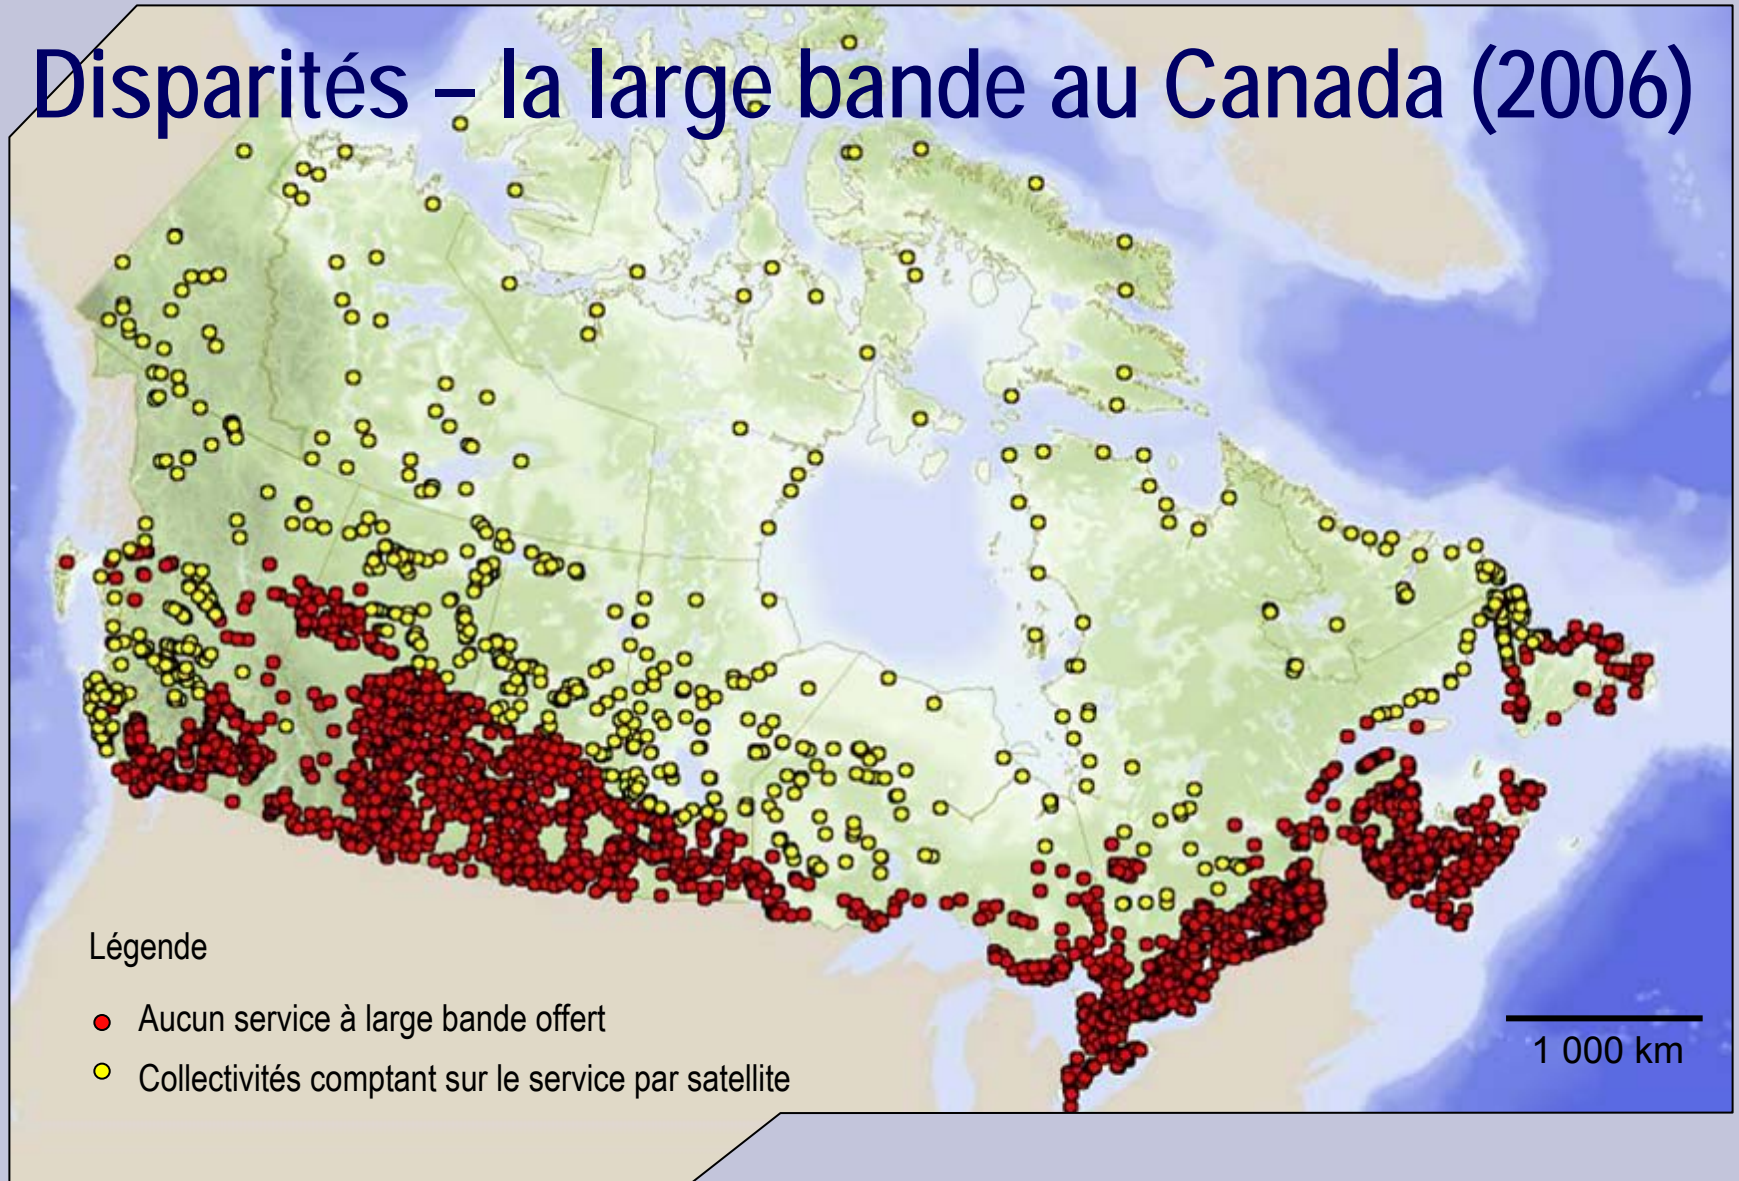 Disparités – la large bande au Canada (2006)
Légende
Aucun service à large bande offert
Collectivités comptant sur le service par satellite
1 000 km